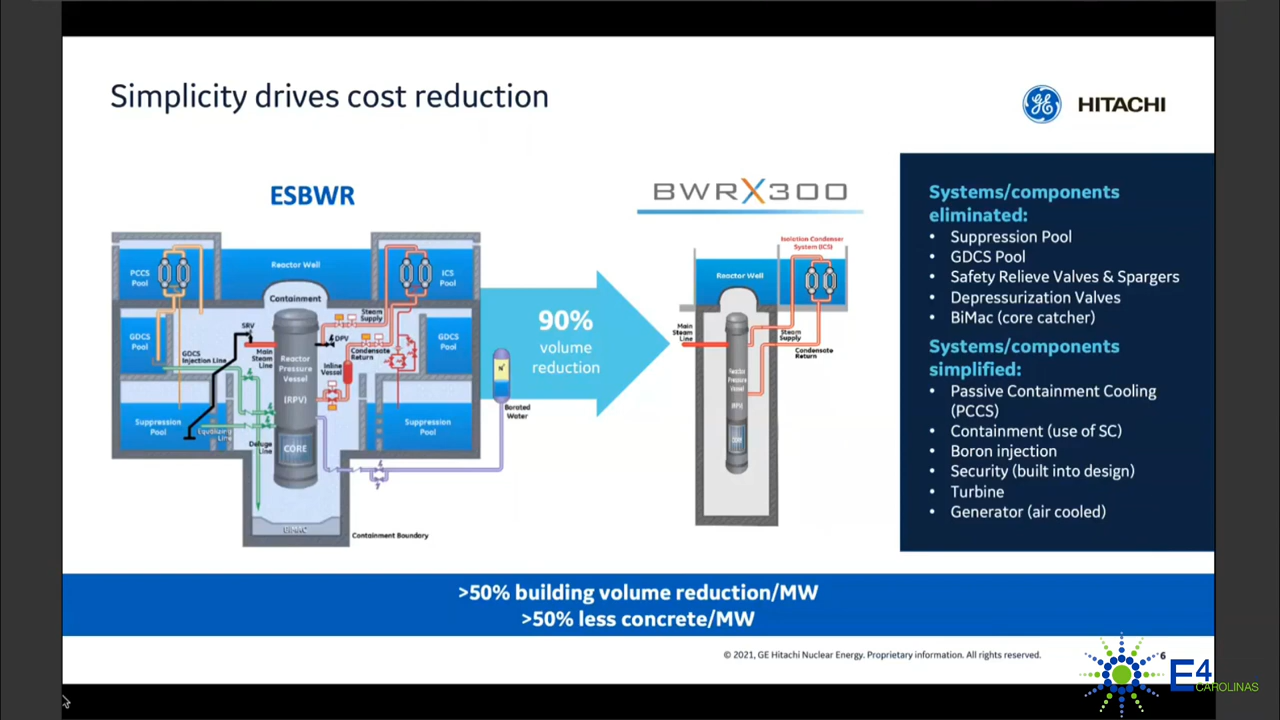 Simplicity drives cost reduction
GE
HITACHI
ESBWR
PCCS
Pool
Reactor Well
ICS
Pool
Containment
Steam
Supply
SRV
DPV
GDCS
Pool
GDCS
Injection Line
Main
Steam
Line
Reactor
Pressure
Vessel
(RPV)
Inline
Vessel
Condensate
Return
GDCS
Pool
Suppression
Pool
Equalizing
Line
Deluge
Line
CORE
Suppression
Pool
BiMAC
Containment Boundary
Borated
Water
90%
volume
reduction
BWRX300
Isolation Condenser
System (ICS)
Reactor Well
Main
Steam
Line
Steam
Supply
Condensate
Return
Reactor
Pressure
Vessel
RPV
CORE
Systems/components
eliminated:
• Suppression Pool
• GDCS Pool
• Safety Relieve Valves & Spargers
• Depressurization Valves
• BiMac (core catcher)
Systems/components
simplified:
• Passive Containment Cooling
(PCCS)
• Containment (use of SC)
• Boron injection
• Security (built into design)
• Turbine
• Generator (air cooled)
>50% building volume reduction/MW
>50% less concrete/MW
© 2021, GE Hitachi Nuclear Energy. Proprietary information. All rights reserved.
6
E4
CAROLINAS